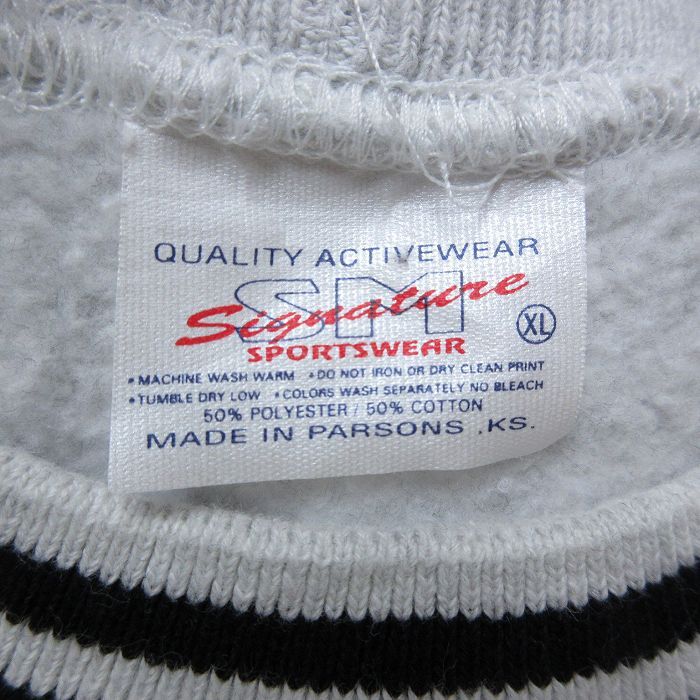 QUALITY ACTIVEWEAR
SM
Signature
SPORTSWEAR
XL
•MACHINE WASH WARM •DO NOT IRON OR DRY CLEAN PRINT
•TUMBLE DRY LOW •COLORS WASH SEPARATELY NO BLEACH
50% POLYESTER / 50% COTTON
MADE IN PARSONS ,KS.